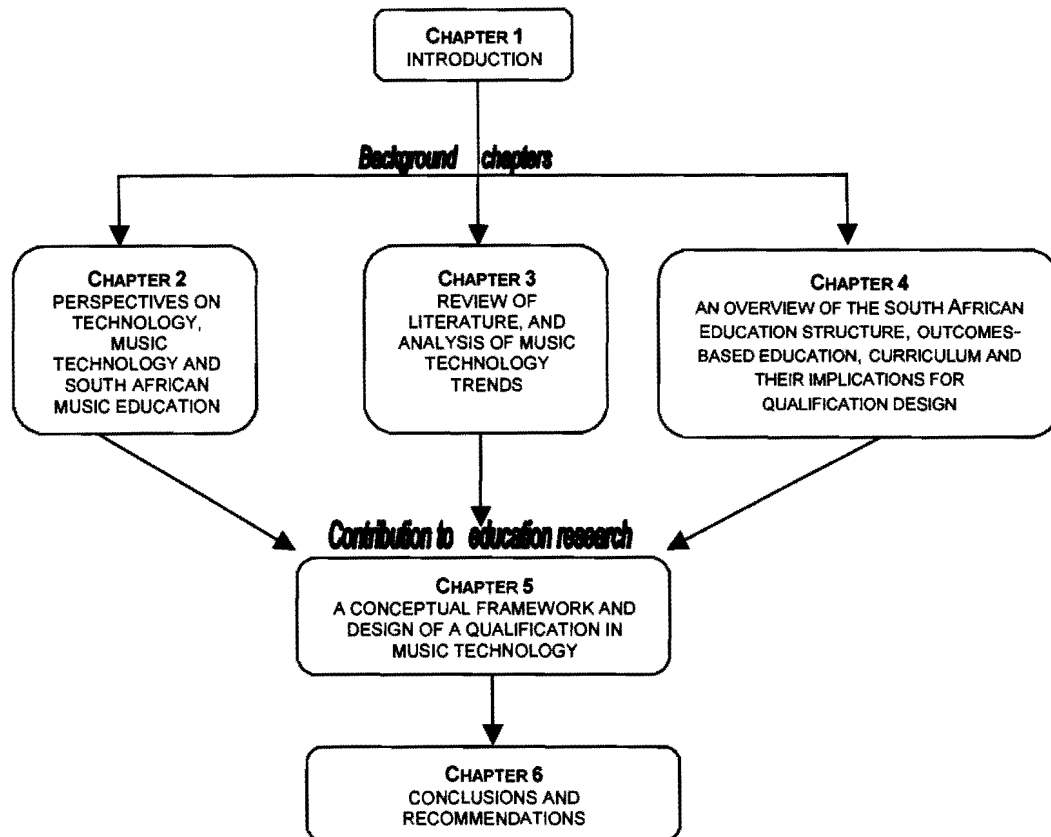 CHAPTER 1
INTRODUCTION
Background chapters
CHAPTER 2
PERSPECTIVES ON
TECHNOLOGY,
MUSIC
TECHNOLOGY AND
SOUTH AFRICAN
MUSIC EDUCATION
CHAPTER 3
REVIEW OF
LITERATURE, AND
ANALYSIS OF MUSIC
TECHNOLOGY
TRENDS
CHAPTER 4
AN OVERVIEW OF THE SOUTH AFRICAN
EDUCATION STRUCTURE, OUTCOMES-
BASED EDUCATION, CURRICULUM AND
THEIR IMPLICATIONS FOR
QUALIFICATION DESIGN
Contribution to education research
CHAPTER 5
A CONCEPTUAL FRAMEWORK AND
DESIGN OF A QUALIFICATION IN
MUSIC TECHNOLOGY
CHAPTER 6
CONCLUSIONS AND
RECOMMENDATIONS